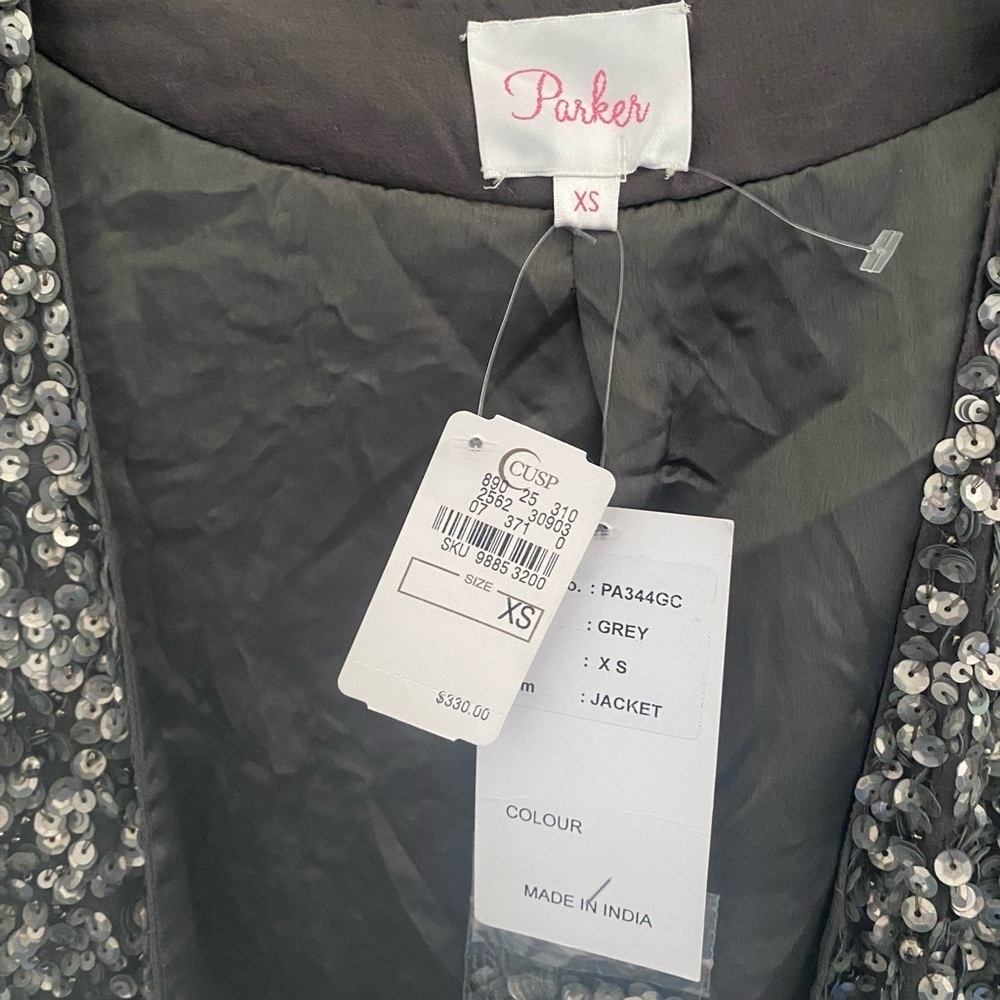 Parker
XS
CUSP
890 25 310
2562 30903
07 371 0
SKU 9885 3200
SIZE
XS
$330.00
: PA344GC
: GREY
: X S
m : JACKET
COLOUR
MADE IN INDIA